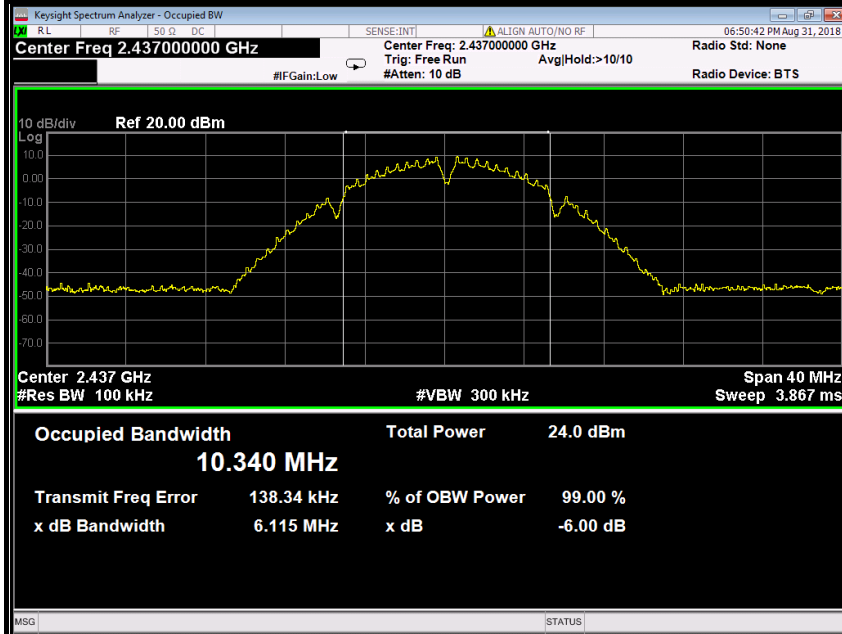 Keysight Spectrum Analyzer - Occupied BW
LXI RL RF 50 Ω DC SENSE:INT ALIGN AUTO/NO RF 06:50:42 PM Aug 31, 2018
Center Freq 2.437000000 GHz Center Freq: 2.437000000 GHz Radio Std: None
Trig: Free Run Avg|Hold:>10/10
#IFGain:Low #Atten: 10 dB Radio Device: BTS
10 dB/div Ref 20.00 dBm
Log
10.0
0.00
-10.0
-20.0
-30.0
-40.0
-50.0
-60.0
-70.0
Center 2.437 GHz Span 40 MHz
#Res BW 100 kHz #VBW 300 kHz Sweep 3.867 ms
Occupied Bandwidth Total Power 24.0 dBm
10.340 MHz
Transmit Freq Error 138.34 kHz % of OBW Power 99.00 %
x dB Bandwidth 6.115 MHz x dB -6.00 dB
MSG STATUS